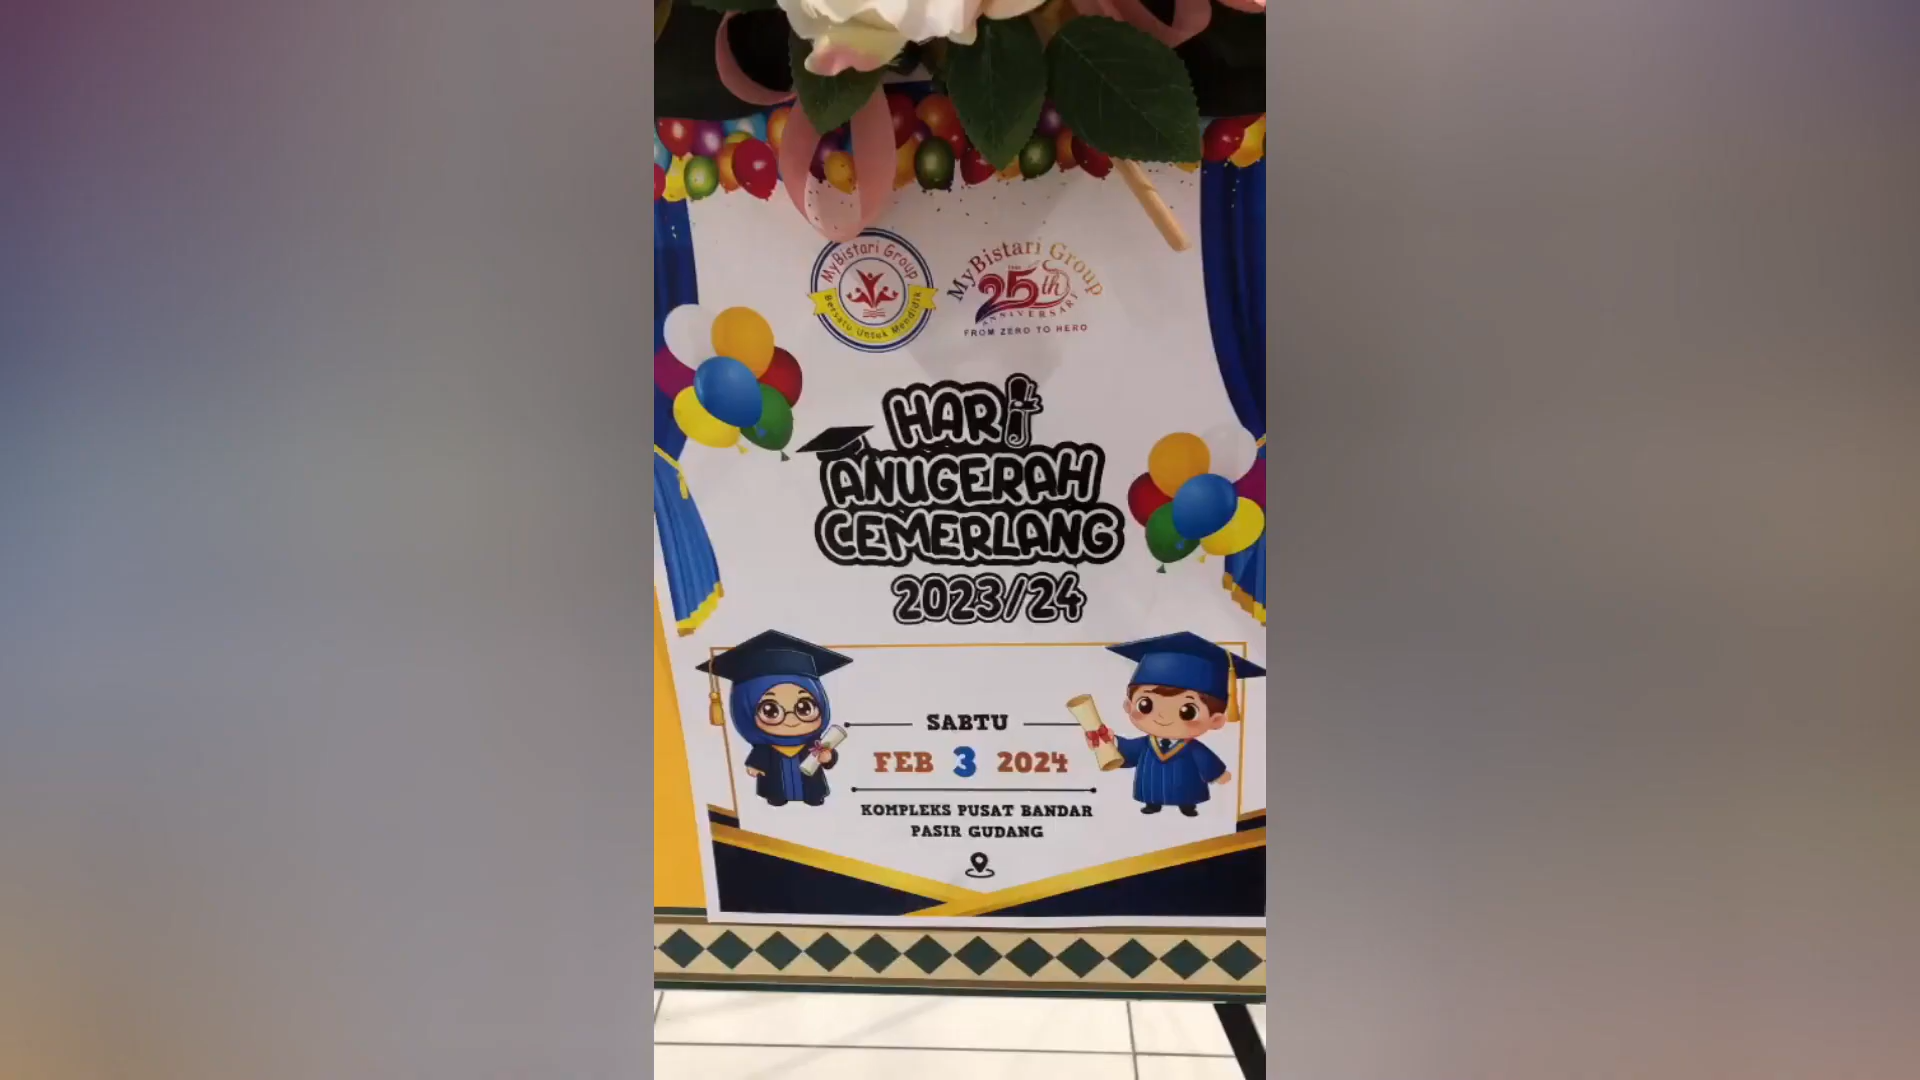 MyBistari Group
Bersatu Untuk Mendidik
MyBistari Group
25th
ANNIVERSARY
FROM ZERO TO HERO
HARI
ANUGERAH
CEMERLANG
2023/24
SABTU
FEB 3 2024
KOMPLEKS PUSAT BANDAR
PASIR GUDANG